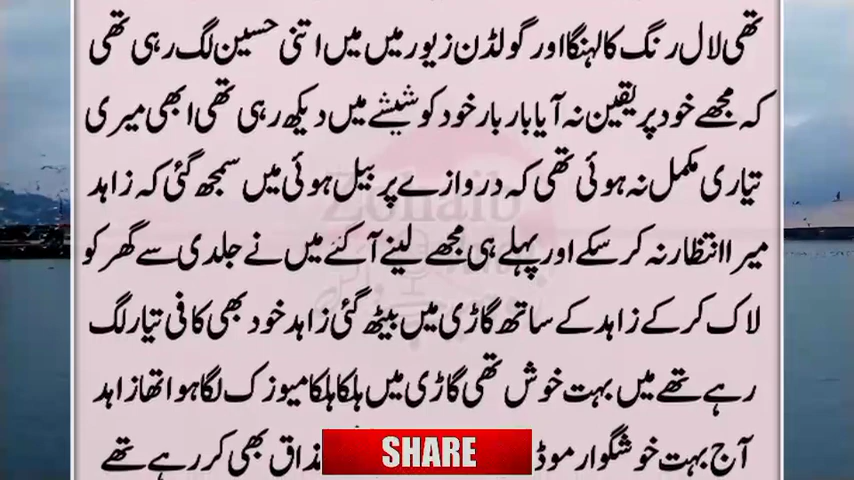 تھی لال رنگ کا لہنگا اور گولڈن زیور میں میں اتنی حسین لگ رہی تھی
کہ مجھے خود پر یقین نہ آیا بار بار خود کو شیشے میں دیکھ رہی تھی ابھی میری
تیاری مکمل نہ ہوئی تھی کہ دروازے پر بیل ہوئی میں سمجھ گئی کہ زاہد
میرا انتظار نہ کر سکے اور پہلے ہی مجھے لینے آگئے میں نے جلدی سے گھر کو
لاک کر کے زاہد کے ساتھ گاڑی میں بیٹھ گئی زاہد خود بھی کافی تیار لگ
رہے تھے میں بہت خوش تھی گاڑی میں ہلکا ہلکا میوزک لگا ہوا تھا زاہد
آج بہت خوشگوار موڈ مذاق بھی کر رہے تھے
SHARE
Zohaib